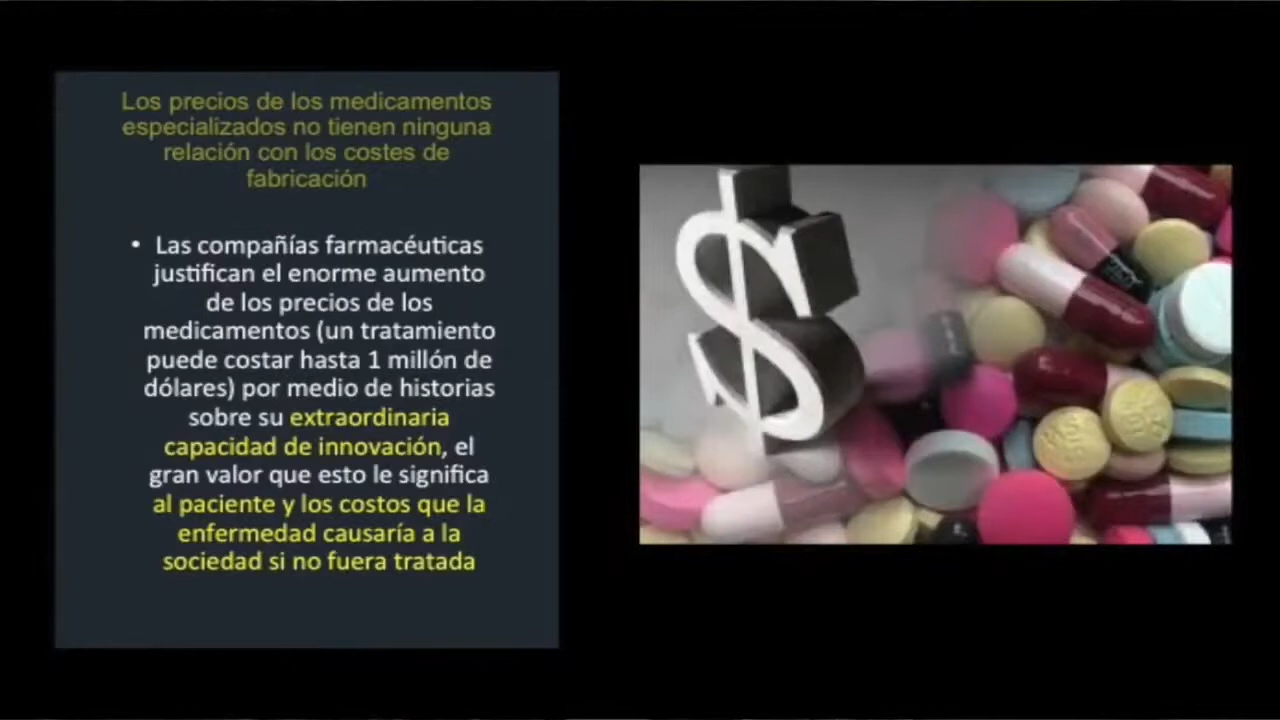 Los precios de los medicamentos
especializados no tienen ninguna
relación con los costes de
fabricación
• Las compañías farmacéuticas
justifican el enorme aumento
de los precios de los
medicamentos (un tratamiento
puede costar hasta 1 millón de
dólares) por medio de historias
sobre su extraordinaria
capacidad de innovación, el
gran valor que esto le significa
al paciente y los costos que la
enfermedad causaría a la
sociedad si no fuera tratada